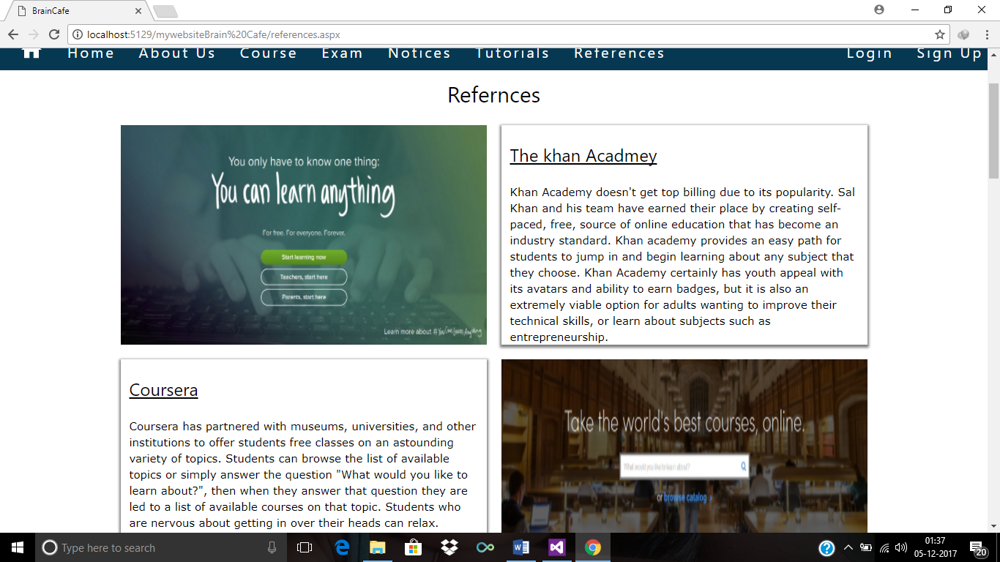 BrainCafe
localhost:5129/mywebsiteBrain%20Cafe/references.aspx
Home About Us Course Exam Notices Tutorials References Login Sign Up
Refernces
You only have to know one thing:
You can learn anything
For free. For everyone. Forever.
Start learning now
Teachers, start here
Parents, start here
Learn more about #YouCanLearnAnything
The khan Acadmey
Khan Academy doesn't get top billing due to its popularity. Sal
Khan and his team have earned their place by creating self-
paced, free, source of online education that has become an
industry standard. Khan academy provides an easy path for
students to jump in and begin learning about any subject that
they choose. Khan Academy certainly has youth appeal with
its avatars and ability to earn badges, but it is also an
extremely viable option for adults wanting to improve their
technical skills, or learn about subjects such as
entrepreneurship.
Coursera
Coursera has partnered with museums, universities, and other
institutions to offer students free classes on an astounding
variety of topics. Students can browse the list of available
topics or simply answer the question "What would you like to
learn about?", then when they answer that question they are
led to a list of available courses on that topic. Students who
are nervous about getting in over their heads can relax.
Take the world's best courses, online.
What would you like to learn about?
or browse catalog ›
Type here to search
01:37
05-12-2017
20